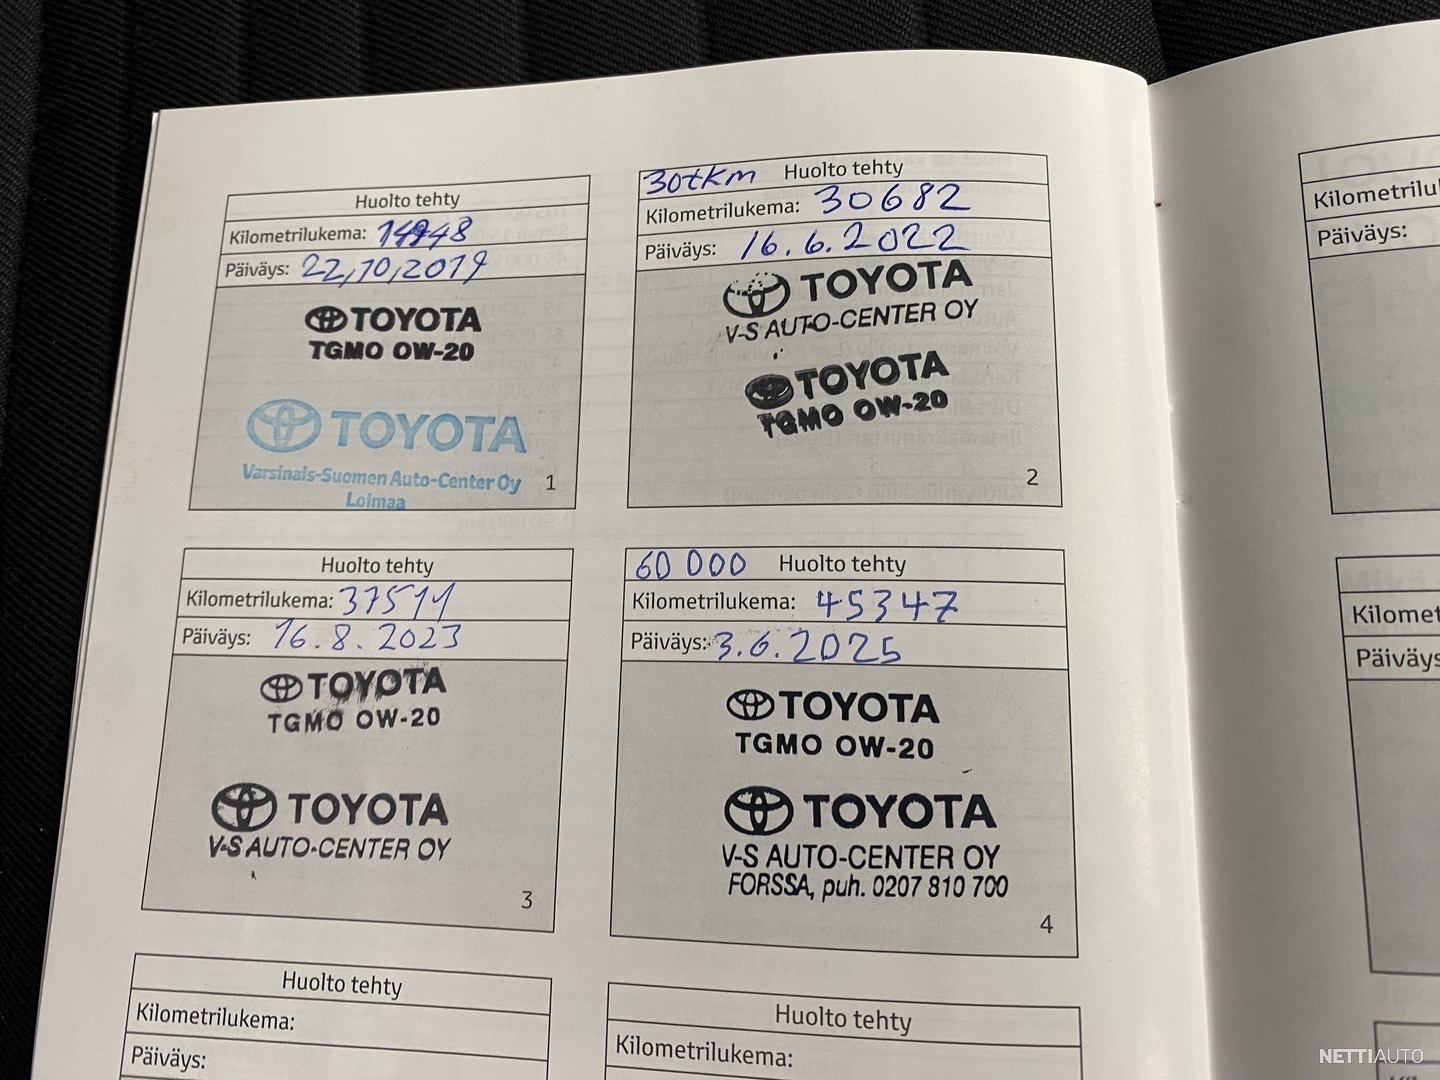 Huolto tehty
Kilometrilukema: 14948
Päiväys: 22,10,2019
TOYOTA
TGMO 0W-20
TOYOTA
Varsinais-Suomen Auto-Center Oy
Loimaa
1
30tkm Huolto tehty
Kilometrilukema: 30682
Päiväys: 16.6.2022
TOYOTA
V-S AUTO-CENTER OY
TOYOTA
TGMO 0W-20
2
Huolto tehty
Kilometrilukema: 37511
Päiväys: 16.8.2023
TOYOTA
TGMO 0W-20
TOYOTA
V-S AUTO-CENTER OY
3
60 000 Huolto tehty
Kilometrilukema: 45347
Päiväys: 3.6.2025
TOYOTA
TGMO 0W-20
TOYOTA
V-S AUTO-CENTER OY
FORSSA, puh. 0207 810 700
4
Huolto tehty
Kilometrilukema:
Päiväys:
Huolto tehty
Kilometrilukema:
Kilometrilu
Päiväys:
Kilomet
Päiväys
NETTIAUTO